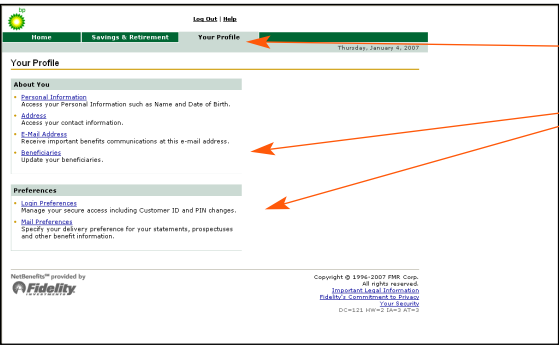 bp
Log Out | Help
Home Savings & Retirement Your Profile
Thursday, January 4, 2007
Your Profile
About You
Personal Information
Access your Personal Information such as Name and Date of Birth.
Address
Access your contact information.
E-Mail Address
Receive important benefits communications at this e-mail address.
Beneficiaries
Update your beneficiaries.
Preferences
Login Preferences
Manage your secure access including Customer ID and PIN changes.
Mail Preferences
Specify your delivery preference for your statements, prospectuses
and other benefit information.
NetBenefits℠ provided by
Fidelity
INVESTMENTS
Copyright © 1996-2007 FMR Corp.
All rights reserved.
Important Legal Information
Fidelity's Commitment to Privacy
Your Security
DC=121 HW=2 IA=3 AT=3